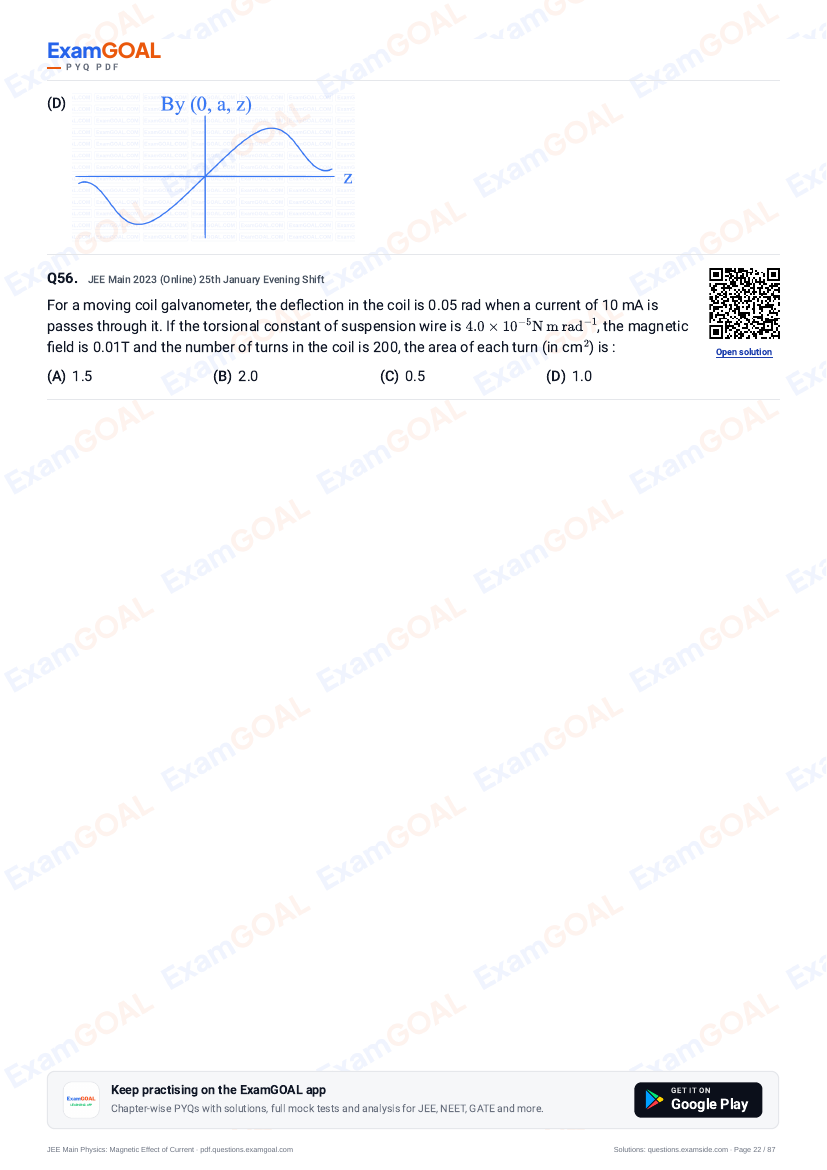 ExamGOAL
PYQ PDF
(D)
By (0, a, z)
z
Q56. JEE Main 2023 (Online) 25th January Evening Shift
For a moving coil galvanometer, the deflection in the coil is 0.05 rad when a current of 10 mA is
passes through it. If the torsional constant of suspension wire is 4.0 × 10⁻⁵N m rad⁻¹, the magnetic
field is 0.01T and the number of turns in the coil is 200, the area of each turn (in cm²) is :
Open solution
(A) 1.5 (B) 2.0 (C) 0.5 (D) 1.0
ExamGOAL
Keep practising on the ExamGOAL app
Chapter-wise PYQs with solutions, full mock tests and analysis for JEE, NEET, GATE and more.
GET IT ON
Google Play
JEE Main Physics: Magnetic Effect of Current · pdf.questions.examgoal.com
Solutions: questions.examside.com · Page 22 / 87